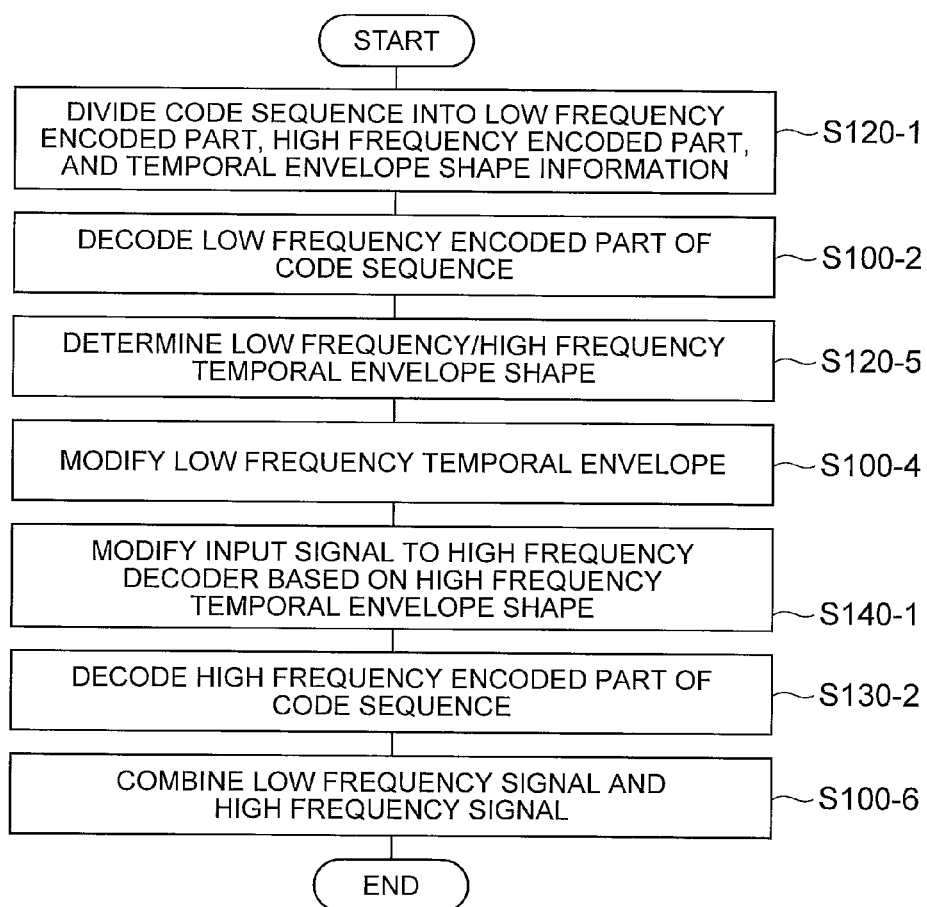 START
DIVIDE CODE SEQUENCE INTO LOW FREQUENCY
ENCODED PART, HIGH FREQUENCY ENCODED PART,
AND TEMPORAL ENVELOPE SHAPE INFORMATION
S120-1
DECODE LOW FREQUENCY ENCODED PART OF
CODE SEQUENCE
S100-2
DETERMINE LOW FREQUENCY/HIGH FREQUENCY
TEMPORAL ENVELOPE SHAPE
S120-5
MODIFY LOW FREQUENCY TEMPORAL ENVELOPE
S100-4
MODIFY INPUT SIGNAL TO HIGH FREQUENCY
DECODER BASED ON HIGH FREQUENCY
TEMPORAL ENVELOPE SHAPE
S140-1
DECODE HIGH FREQUENCY ENCODED PART OF
CODE SEQUENCE
S130-2
COMBINE LOW FREQUENCY SIGNAL AND
HIGH FREQUENCY SIGNAL
S100-6
END